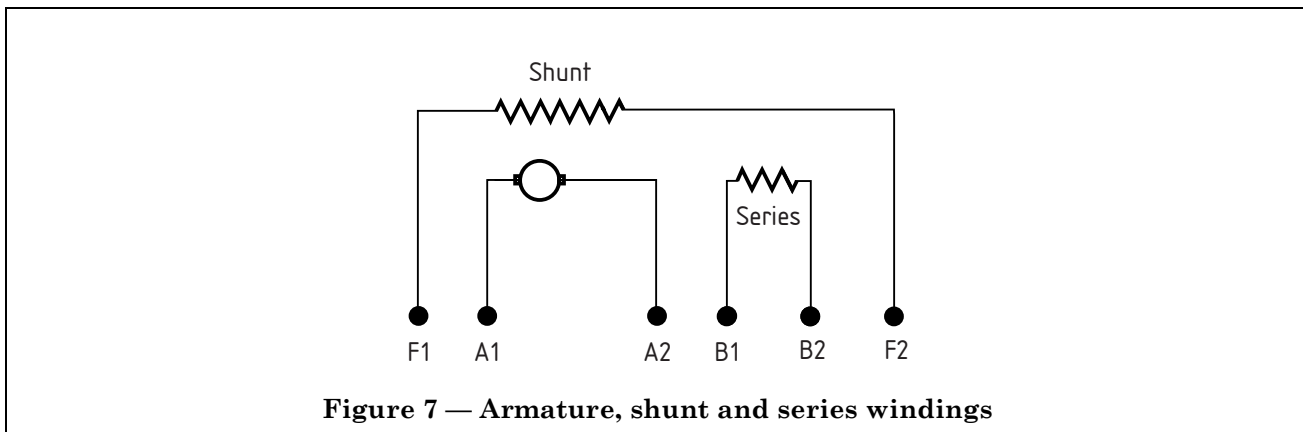 Shunt
Series
F1 A1 A2 B1 B2 F2
Figure 7 — Armature, shunt and series windings